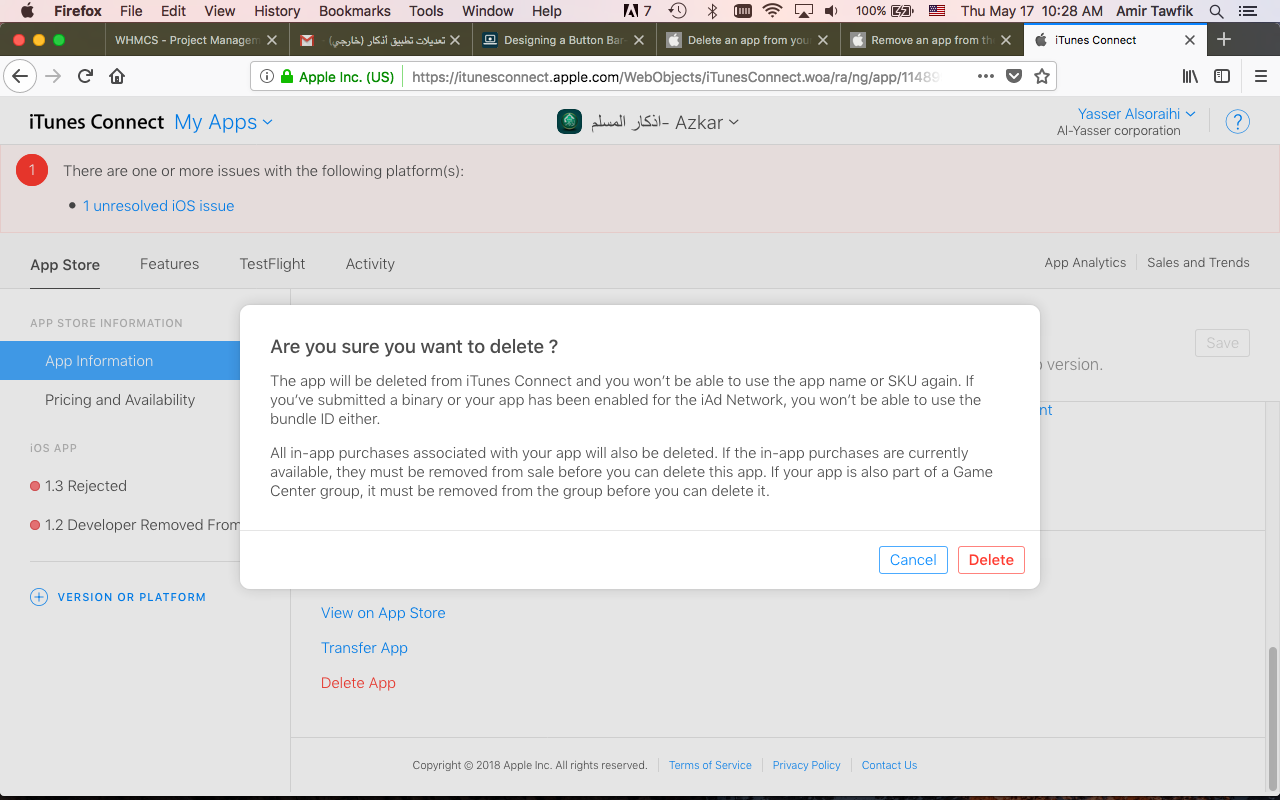 Firefox File Edit View History Bookmarks Tools Window Help 7 100% Thu May 17 10:28 AM Amir Tawfik
WHMCS - Project Managem
تعديلات تطبيق أذكار (خارجي) -
Designing a Button Bar-
Delete an app from you
Remove an app from th
iTunes Connect
Apple Inc. (US) https://itunesconnect.apple.com/WebObjects/iTunesConnect.woa/ra/ng/app/11489
iTunes Connect My Apps
اذكار المسلم -Azkar
Yasser Alsoraihi
Al-Yasser corporation
?
1
There are one or more issues with the following platform(s):
• 1 unresolved iOS issue
App Store Features TestFlight Activity
App Analytics Sales and Trends
APP STORE INFORMATION
App Information
Pricing and Availability
iOS APP
1.3 Rejected
1.2 Developer Removed From
VERSION OR PLATFORM
Save
version.
nt
Are you sure you want to delete ?
The app will be deleted from iTunes Connect and you won’t be able to use the app name or SKU again. If
you’ve submitted a binary or your app has been enabled for the iAd Network, you won’t be able to use the
bundle ID either.
All in-app purchases associated with your app will also be deleted. If the in-app purchases are currently
available, they must be removed from sale before you can delete this app. If your app is also part of a Game
Center group, it must be removed from the group before you can delete it.
Cancel Delete
View on App Store
Transfer App
Delete App
Copyright © 2018 Apple Inc. All rights reserved. Terms of Service Privacy Policy Contact Us